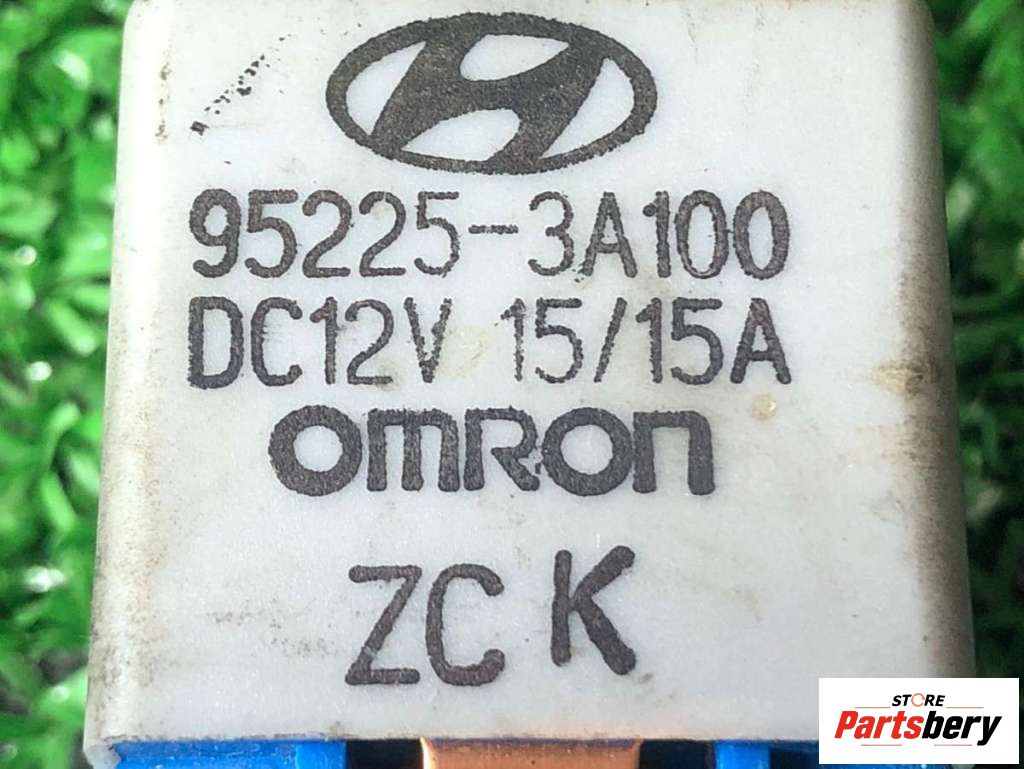 95225-3A100
DC12V 15/15A
omron
ZC K
STORE
Partsbery